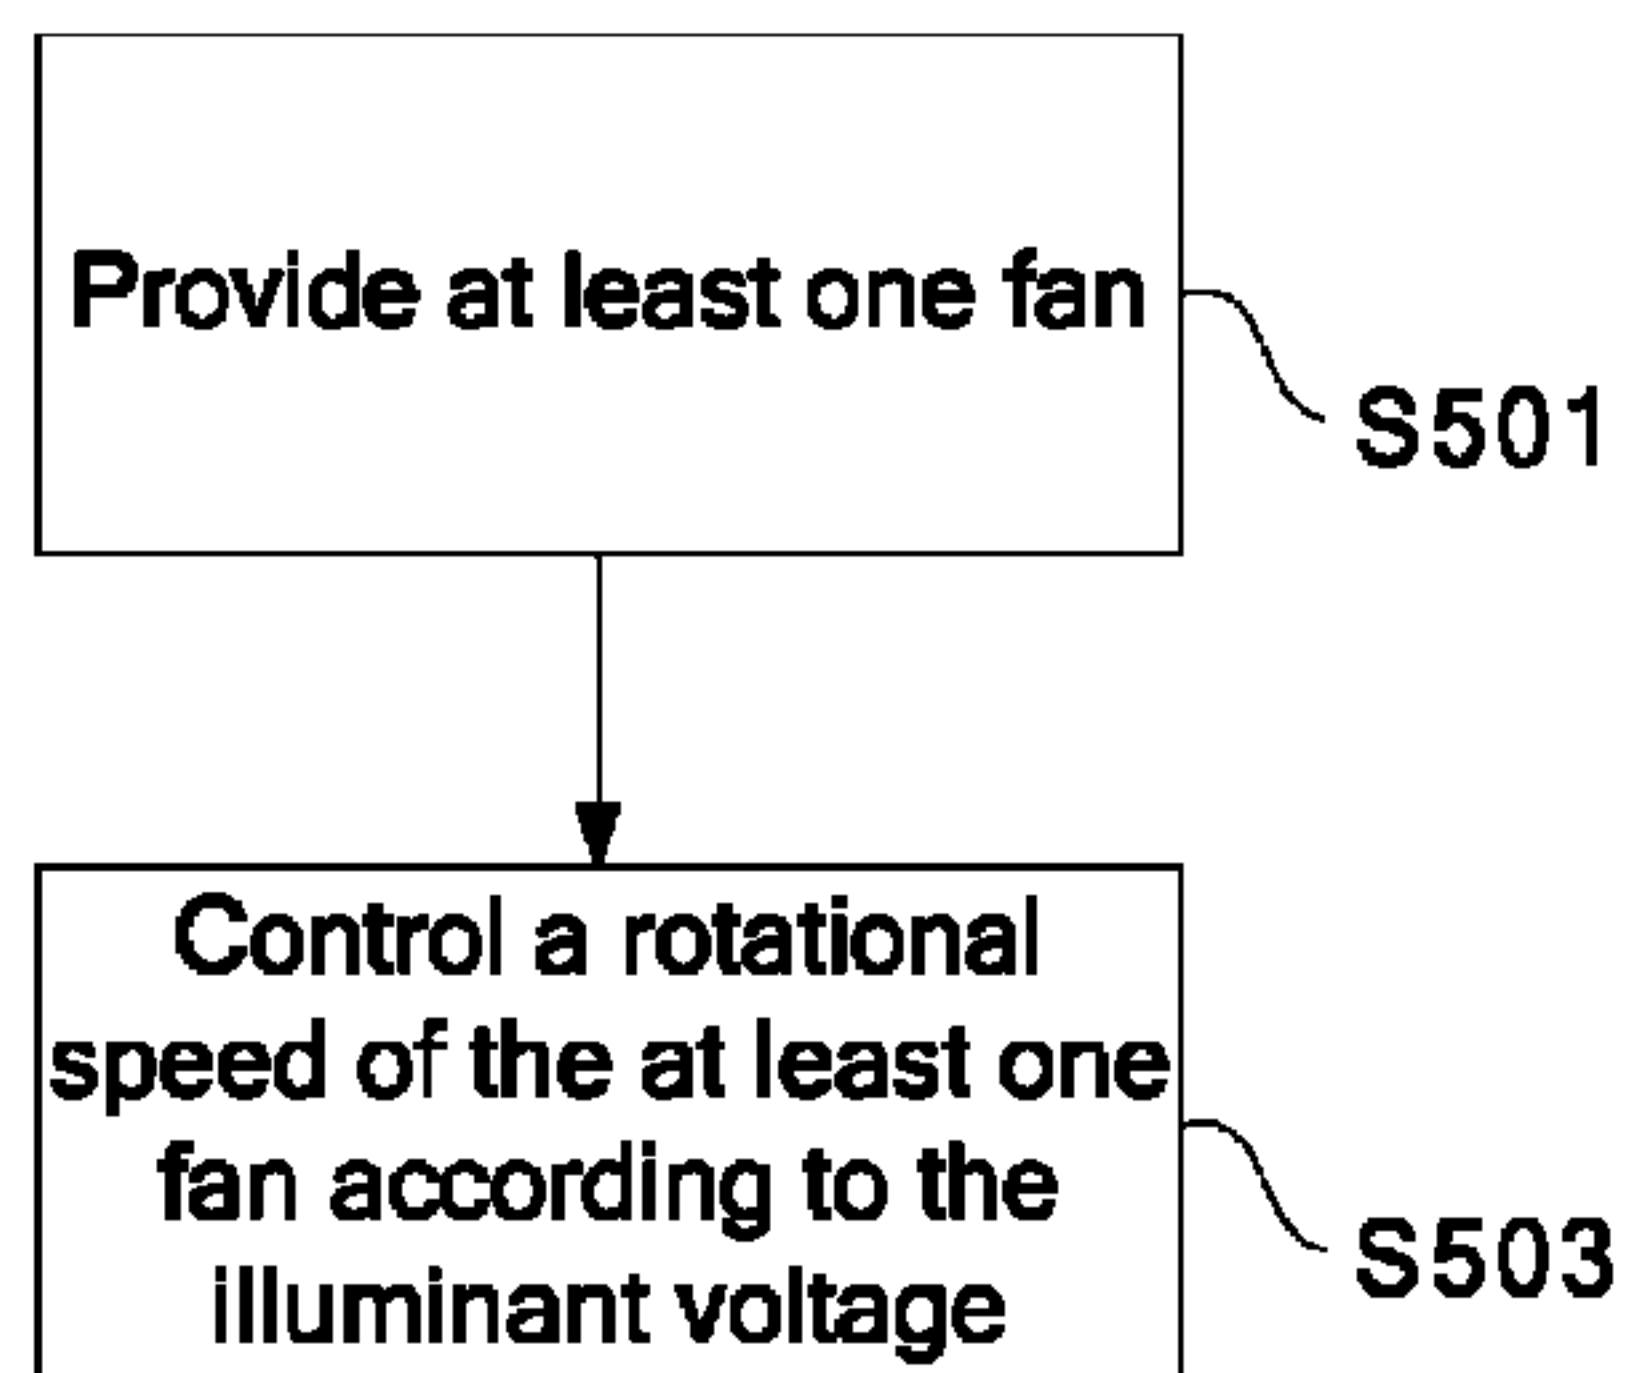 Provide at least one fan
S501
Control a rotational
speed of the at least one
fan according to the
illuminant voltage
S503